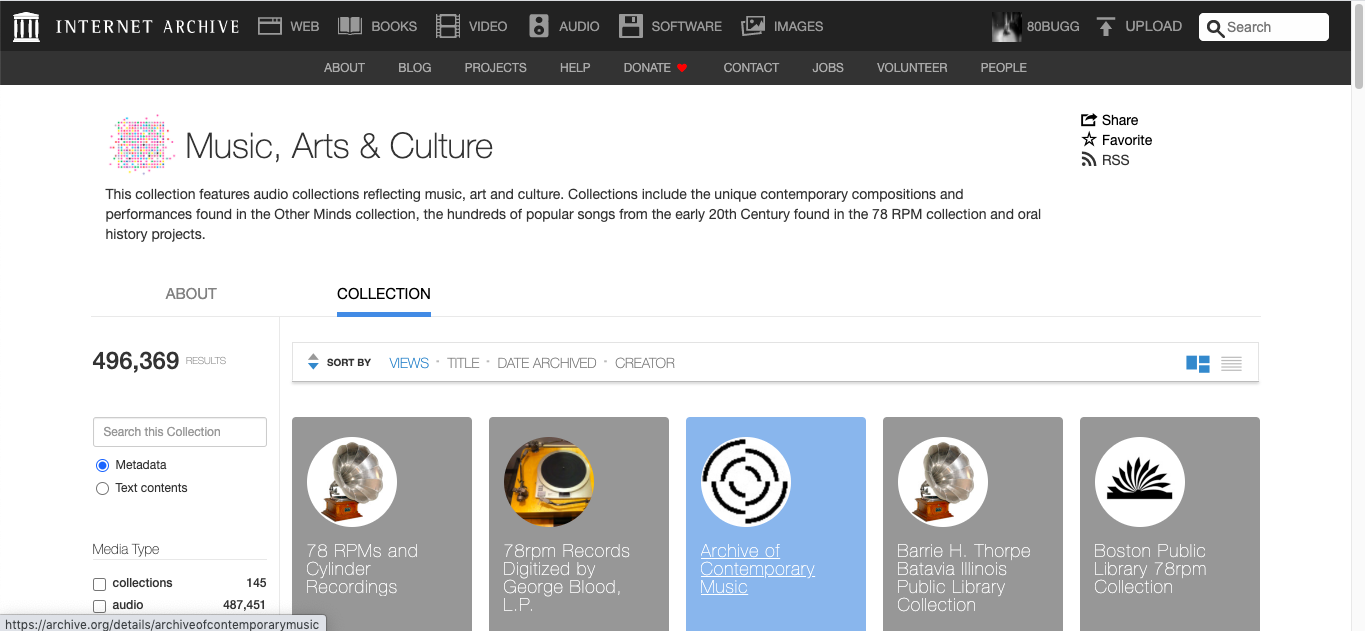 INTERNET ARCHIVE WEB BOOKS VIDEO AUDIO SOFTWARE IMAGES 80BUGG UPLOAD Search
ABOUT BLOG PROJECTS HELP DONATE CONTACT JOBS VOLUNTEER PEOPLE
Music, Arts & Culture
Share
Favorite
RSS
This collection features audio collections reflecting music, art and culture. Collections include the unique contemporary compositions and
performances found in the Other Minds collection, the hundreds of popular songs from the early 20th Century found in the 78 RPM collection and oral
history projects.
ABOUT COLLECTION
496,369 RESULTS
SORT BY VIEWS · TITLE · DATE ARCHIVED · CREATOR
Search this Collection
Metadata
Text contents
Media Type
collections 145
audio 487,451
78 RPMs and
Cylinder
Recordings
78rpm Records
Digitized by
George Blood,
L.P.
Archive of
Contemporary
Music
Barrie H. Thorpe
Batavia Illinois
Public Library
Collection
Boston Public
Library 78rpm
Collection
https://archive.org/details/archiveofcontemporarymusic